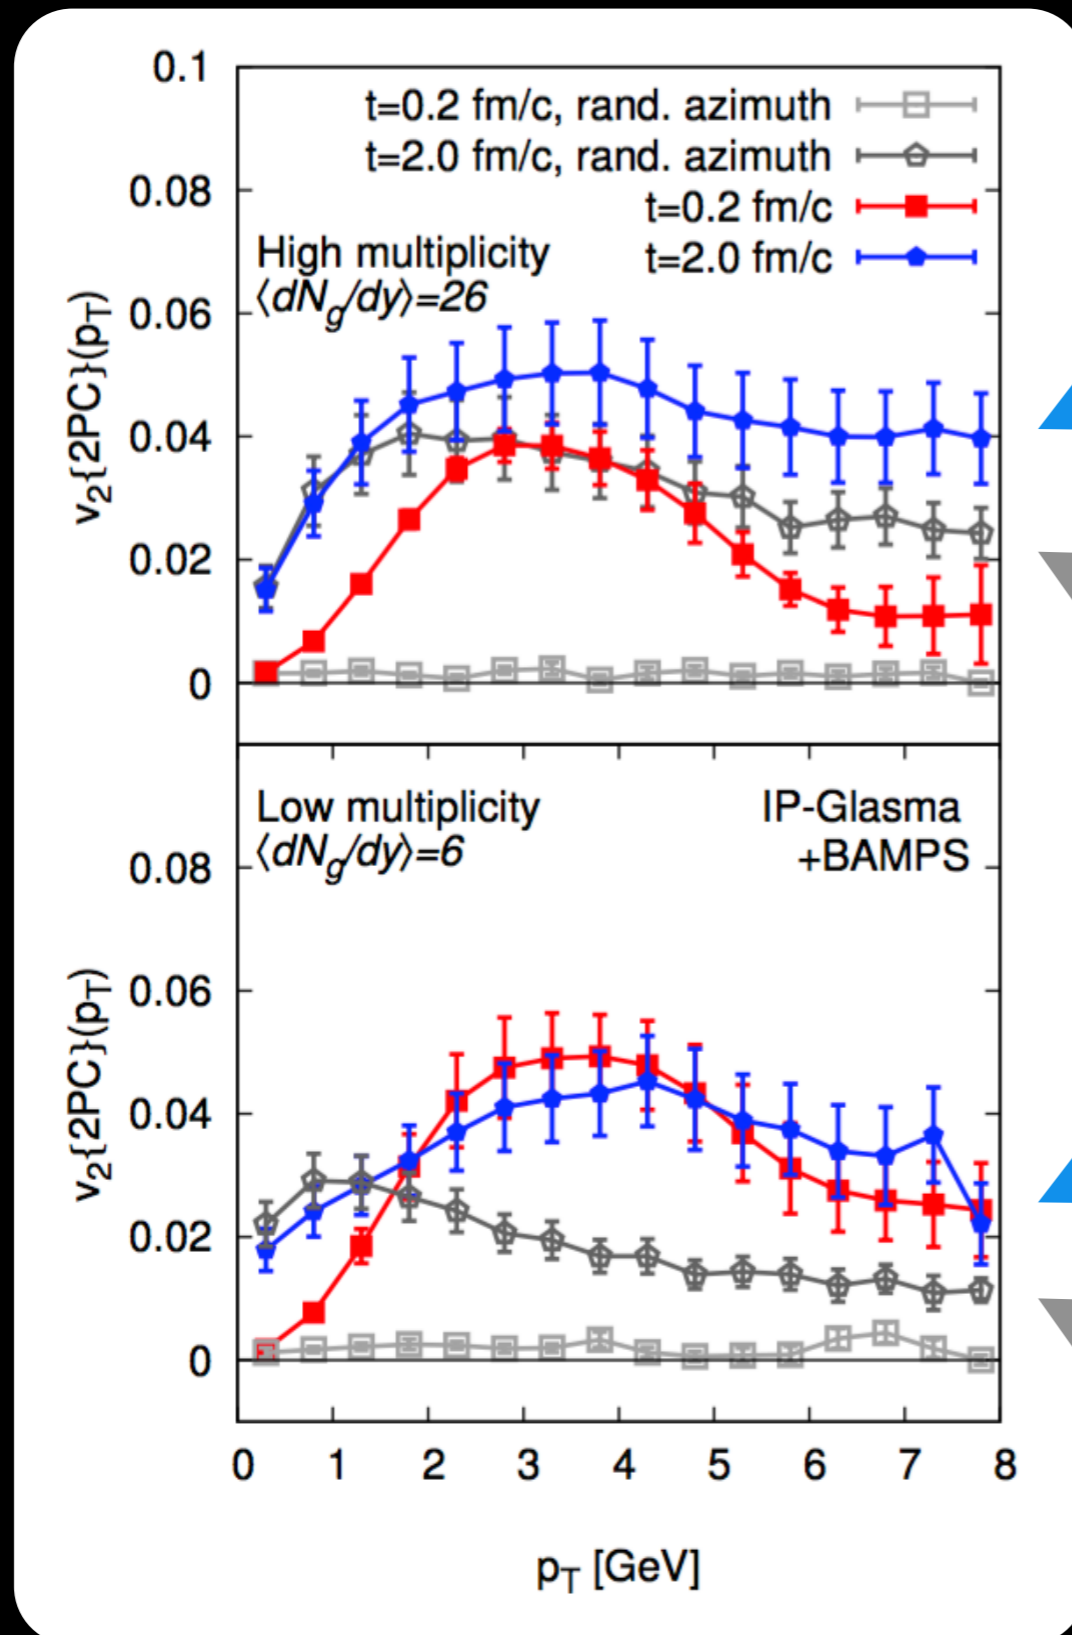 0.1
t=0.2 fm/c, rand. azimuth
t=2.0 fm/c, rand. azimuth
0.08
t=0.2 fm/c
High multiplicity
t=2.0 fm/c
⟨dNg/dy⟩=26
0.06
v2{2PC}(pT)
0.04
0.02
0
Low multiplicity
IP-Glasma
⟨dNg/dy⟩=6
+BAMPS
0.08
0.06
v2{2PC}(pT)
0.04
0.02
0
0 1 2 3 4 5 6 7 8
pT [GeV]